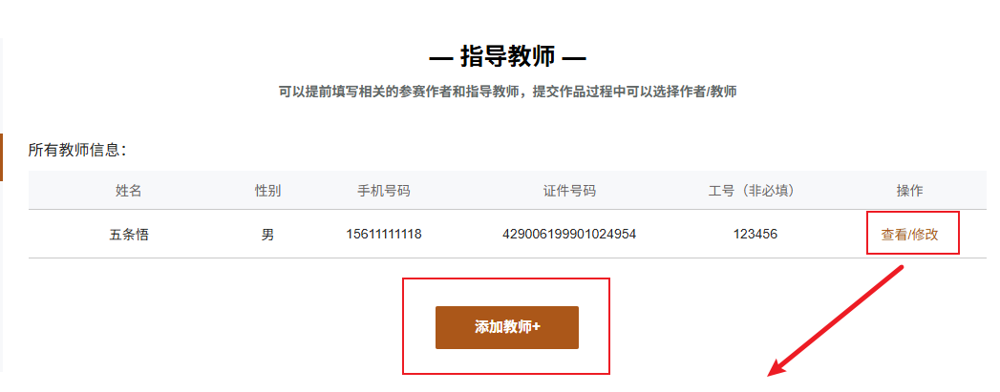 — 指导教师 —
可以提前填写相关的参赛作者和指导教师，提交作品过程中可以选择作者/教师
所有教师信息：
姓名 性别 手机号码 证件号码 工号（非必填） 操作
五条悟 男 15611111118 429006199901024954 123456 查看/修改
添加教师+